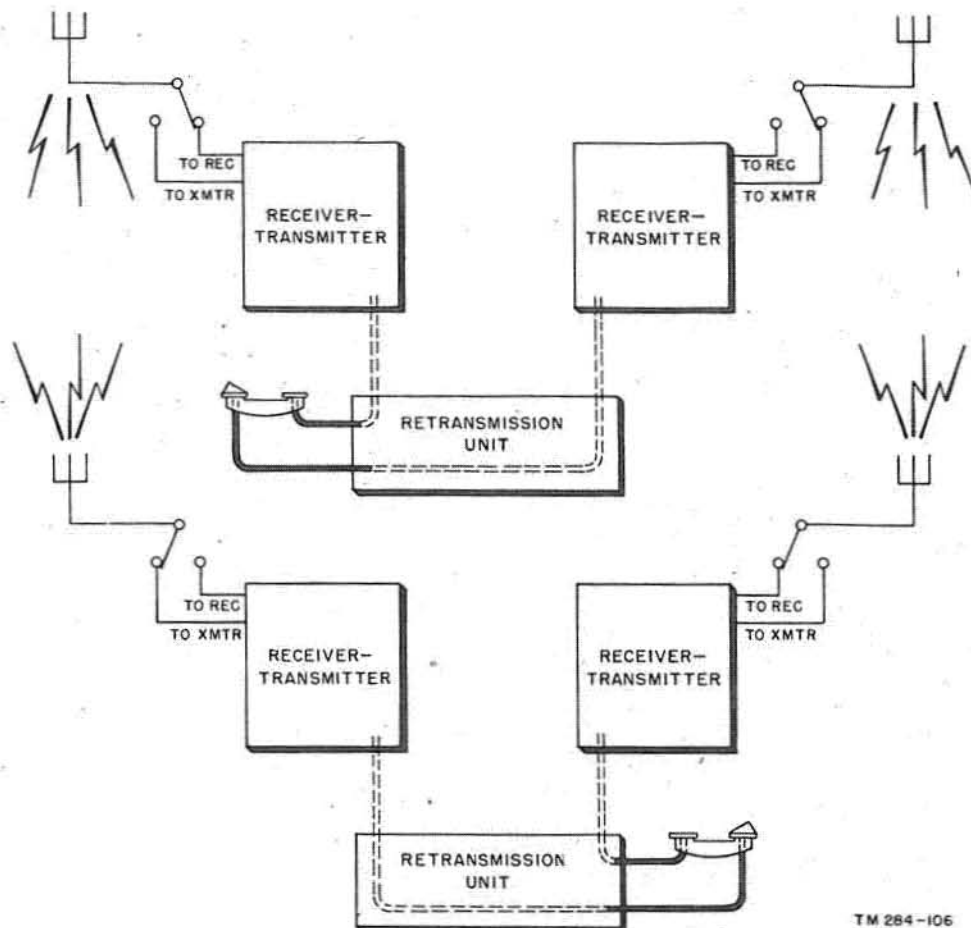 TO REC
TO XMTR
RECEIVER-
TRANSMITTER
TO REC
TO XMTR
RECEIVER-
TRANSMITTER
RETRANSMISSION
UNIT
TO REC
TO XMTR
RECEIVER-
TRANSMITTER
TO REC
TO XMTR
RECEIVER-
TRANSMITTER
RETRANSMISSION
UNIT
TM 284-106